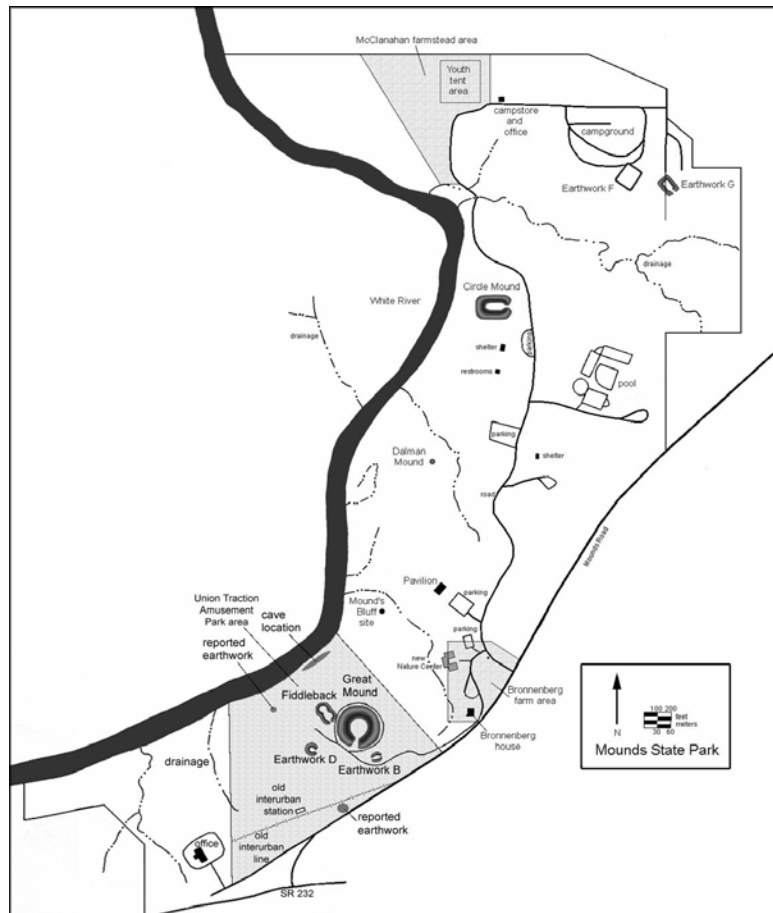 McClanahan farmstead area
Youth
tent
area
campstore
and
office
campground
Earthwork F
Earthwork G
drainage
Circle Mound
White River
drainage
shelter
parking
restrooms
pool
parking
Dalman
Mound
shelter
road
Mounds Road
Pavilion
parking
Union Traction
Amusement
Park area
cave
location
Mound's
Bluff
site
parking
reported
earthwork
new
Nature Center
Great
Mound
Fiddleback
Bronnenberg
farm area
Bronnenberg
house
Earthwork D
Earthwork B
drainage
old
interurban
station
reported
earthwork
old
interurban
line
office
SR 232
N
100 200
feet
meters
30 60
Mounds State Park